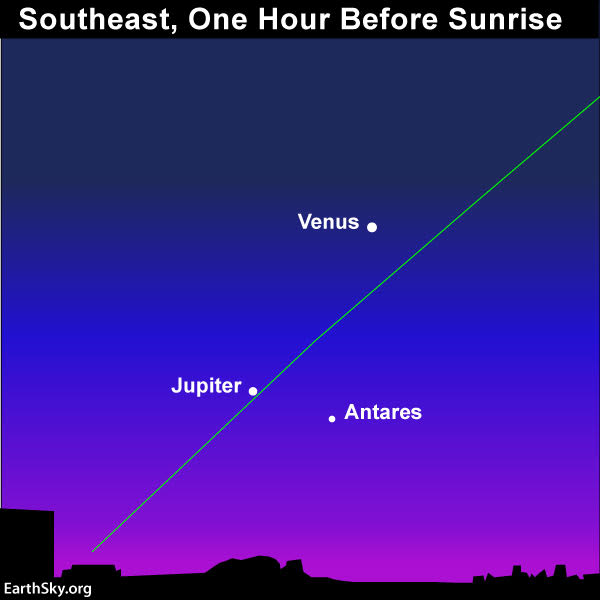 Southeast, One Hour Before Sunrise
Venus
Jupiter
Antares
EarthSky.org